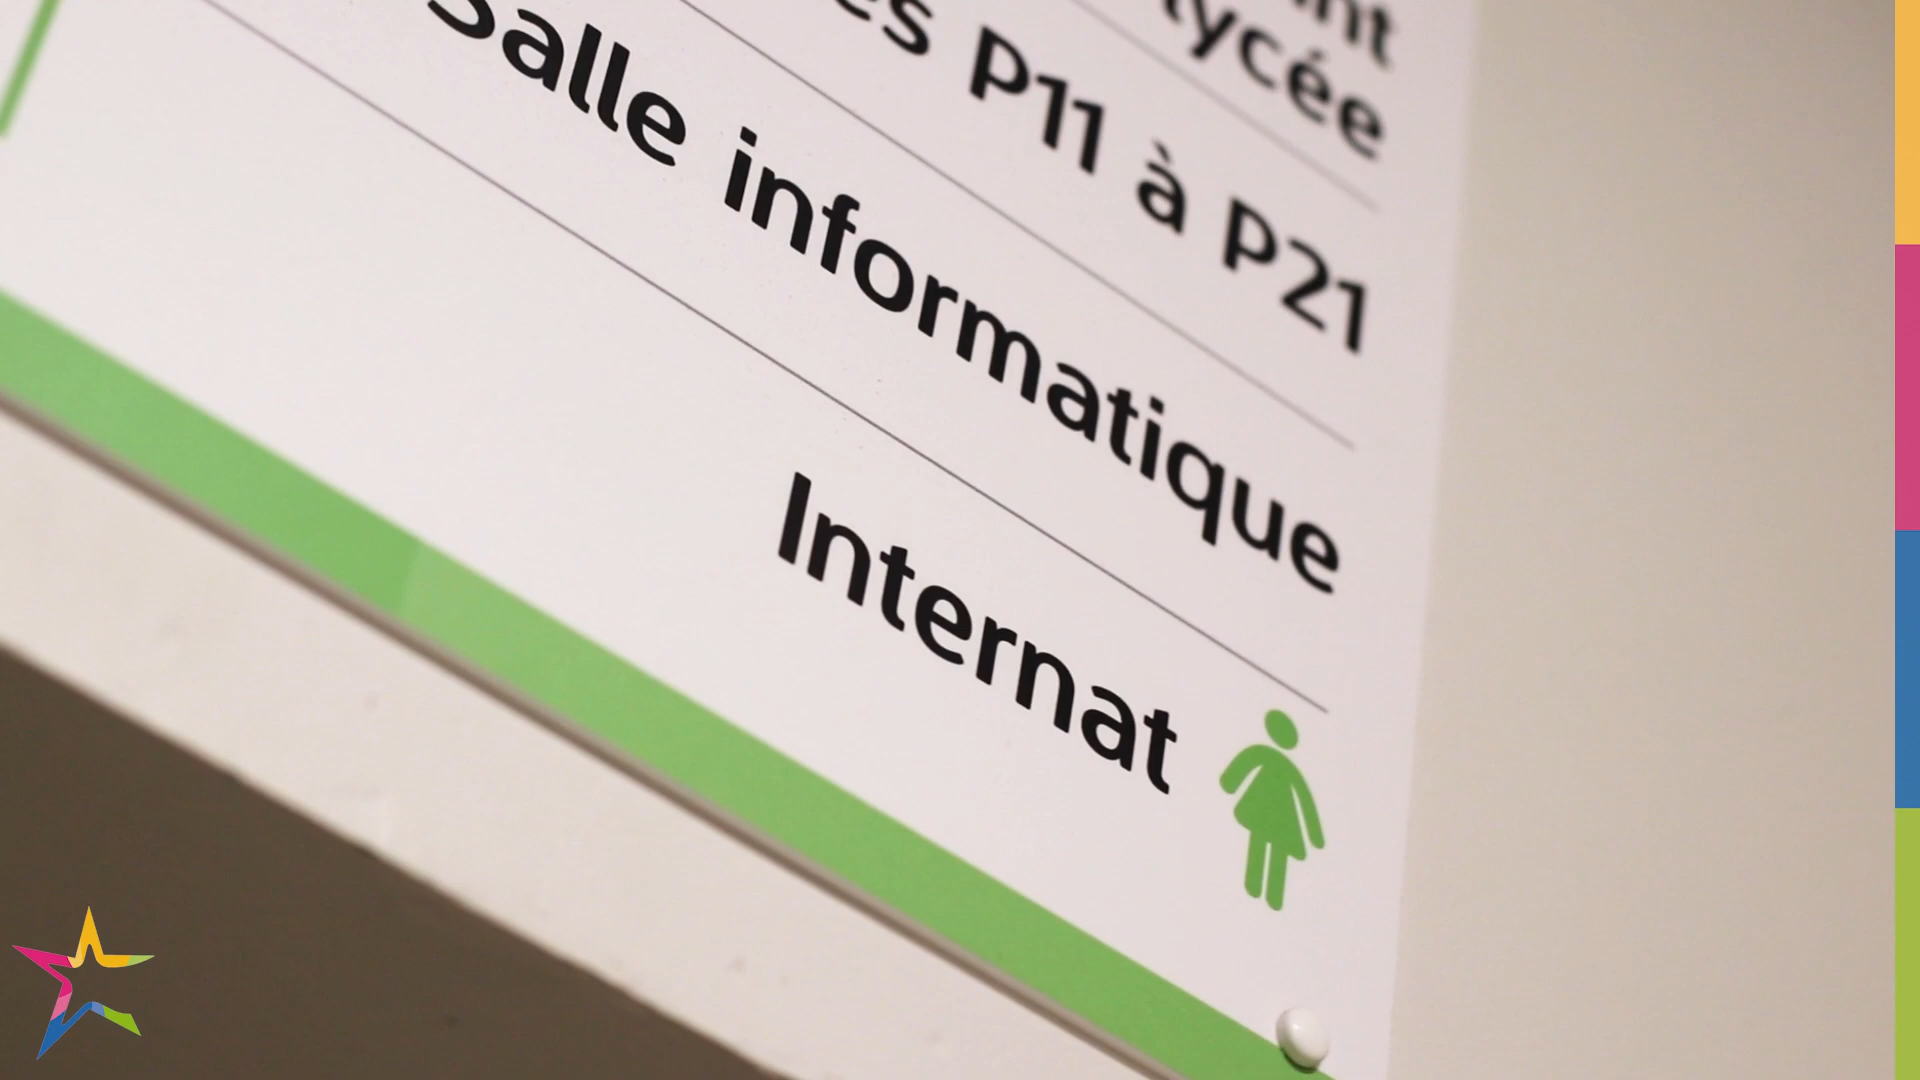 lycée
P11 à P21
Salle informatique
Internat